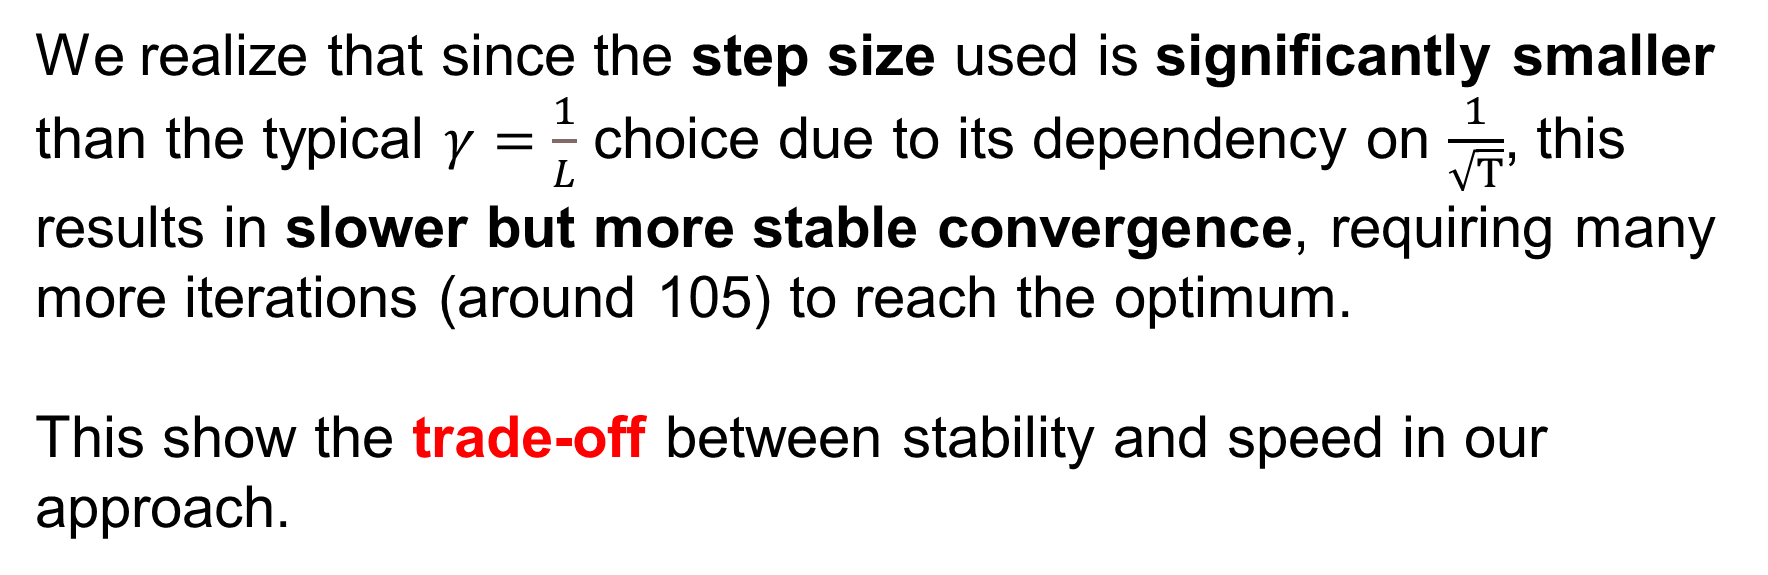 We realize that since the step size used is significantly smaller
than the typical γ = 1/L choice due to its dependency on 1/√T, this
results in slower but more stable convergence, requiring many
more iterations (around 105) to reach the optimum.
This show the trade-off between stability and speed in our
approach.